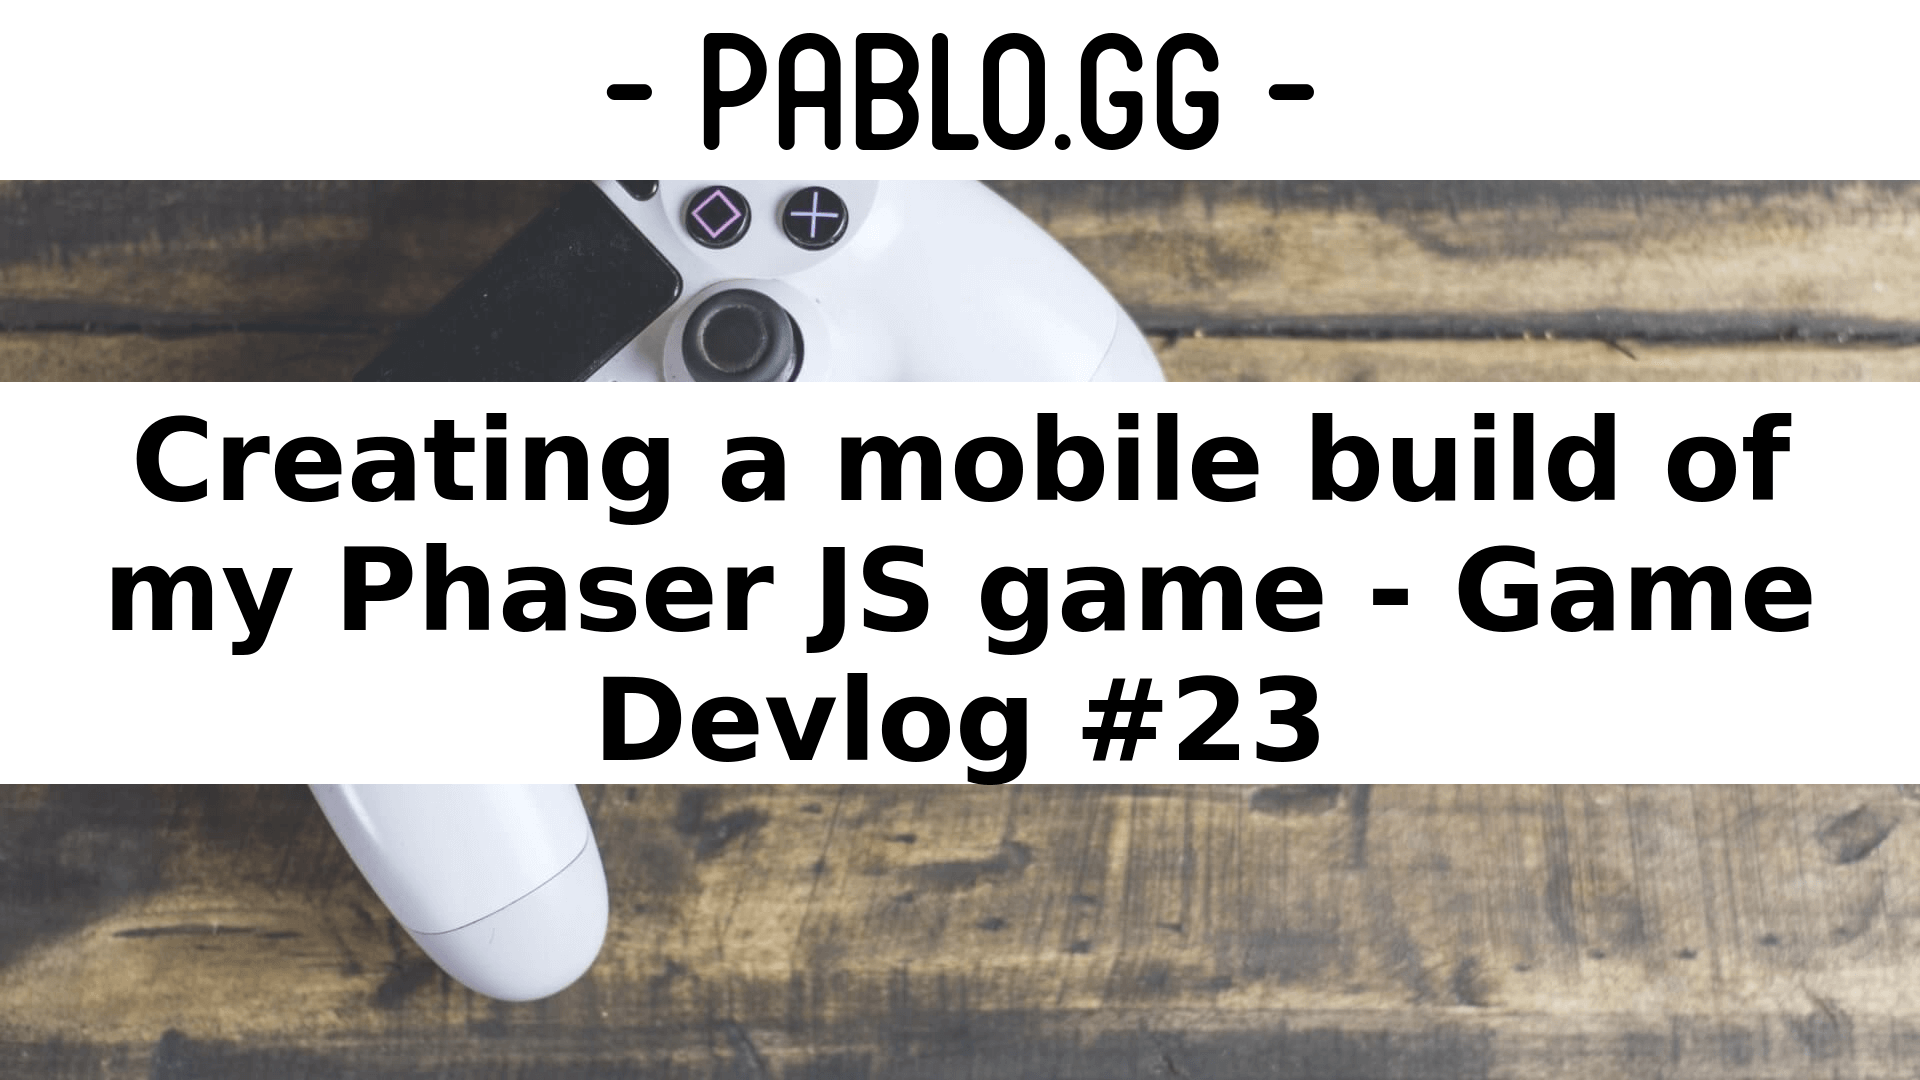 - PABLO.GG -
Creating a mobile build of
my Phaser JS game - Game
Devlog #23